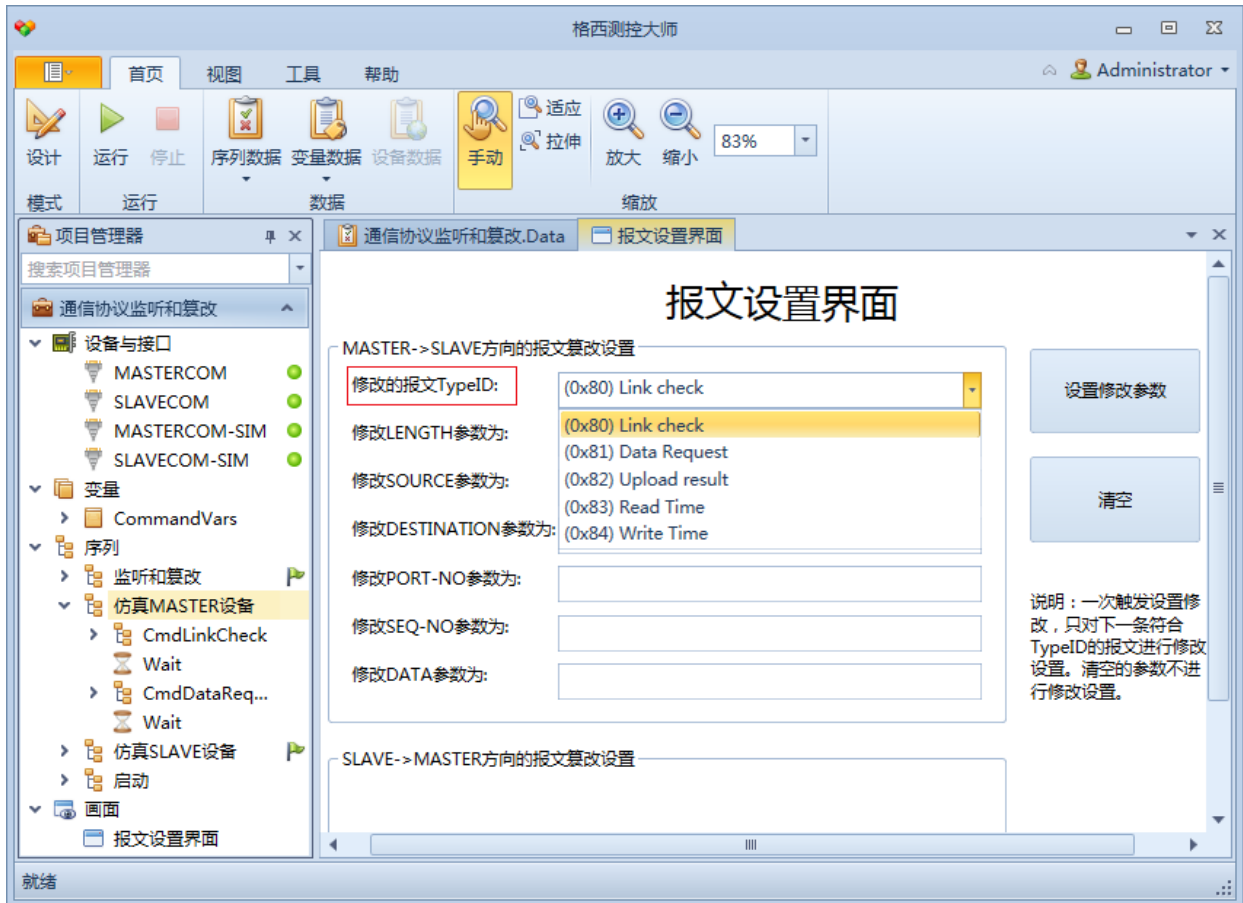 格西测控大师
首页 视图 工具 帮助 Administrator
设计 运行 停止 序列数据 变量数据 设备数据 手动 适应 拉伸 放大 缩小 83%
模式 运行 数据 缩放
项目管理器
搜索项目管理器
通信协议监听和篡改
设备与接口
MASTERCOM
SLAVECOM
MASTERCOM-SIM
SLAVECOM-SIM
变量
CommandVars
序列
监听和篡改
仿真MASTER设备
CmdLinkCheck
Wait
CmdDataReq...
Wait
仿真SLAVE设备
启动
画面
报文设置界面
通信协议监听和篡改.Data 报文设置界面
报文设置界面
MASTER->SLAVE方向的报文篡改设置
修改的报文TypeID: (0x80) Link check
(0x80) Link check
(0x81) Data Request
(0x82) Upload result
(0x83) Read Time
(0x84) Write Time
修改LENGTH参数为:
修改SOURCE参数为:
修改DESTINATION参数为:
修改PORT-NO参数为:
修改SEQ-NO参数为:
修改DATA参数为:
SLAVE->MASTER方向的报文篡改设置
设置修改参数
清空
说明：一次触发设置修
改，只对下一条符合
TypeID的报文进行修改
设置。清空的参数不进
行修改设置。
就绪